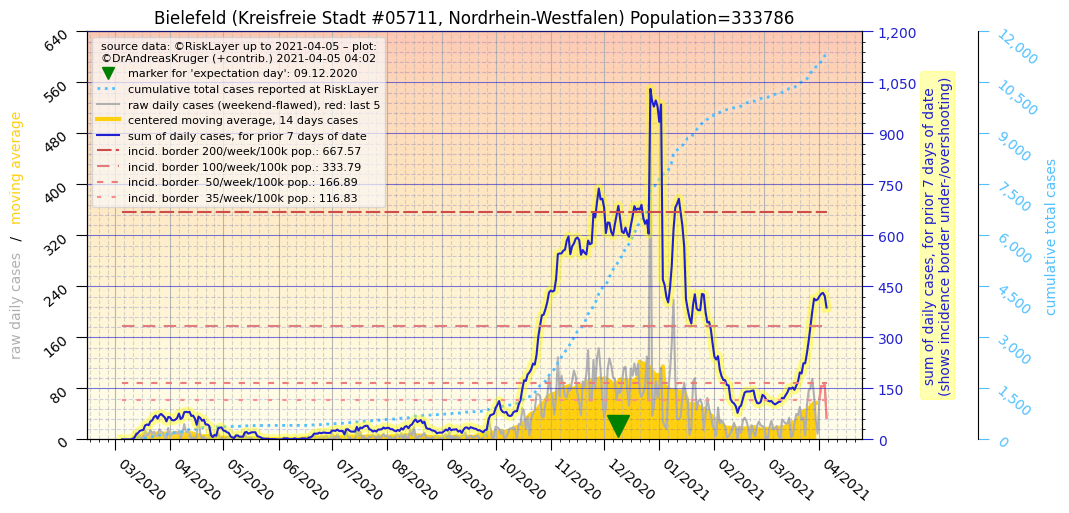 Bielefeld (Kreisfreie Stadt #05711, Nordrhein-Westfalen) Population=333786
source data: ©RiskLayer up to 2021-04-05 – plot:
©DrAndreasKruger (+contrib.) 2021-04-05 04:02
marker for 'expectation day': 09.12.2020
cumulative total cases reported at RiskLayer
raw daily cases (weekend-flawed), red: last 5
centered moving average, 14 days cases
sum of daily cases, for prior 7 days of date
incid. border 200/week/100k pop.: 667.57
incid. border 100/week/100k pop.: 333.79
incid. border  50/week/100k pop.: 166.89
incid. border  35/week/100k pop.: 116.83
raw daily cases / moving average
640
560
480
400
320
240
160
80
0
03/2020
04/2020
05/2020
06/2020
07/2020
08/2020
09/2020
10/2020
11/2020
12/2020
01/2021
02/2021
03/2021
04/2021
1,200
1,050
900
750
600
450
300
150
0
sum of daily cases, for prior 7 days of date
(shows incidence border under-/overshooting)
12,000
10,500
9,000
7,500
6,000
4,500
3,000
1,500
0
cumulative total cases